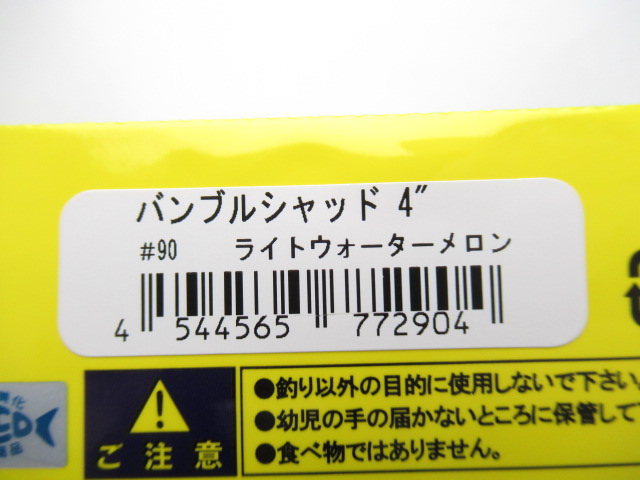 バンブルシャッド 4"
#90 ライトウォーターメロン
4 544565 772904
ご注意
●釣り以外の目的に使用しないで下さい。
●幼児の手の届かないところに保管して
●食べ物ではありません。